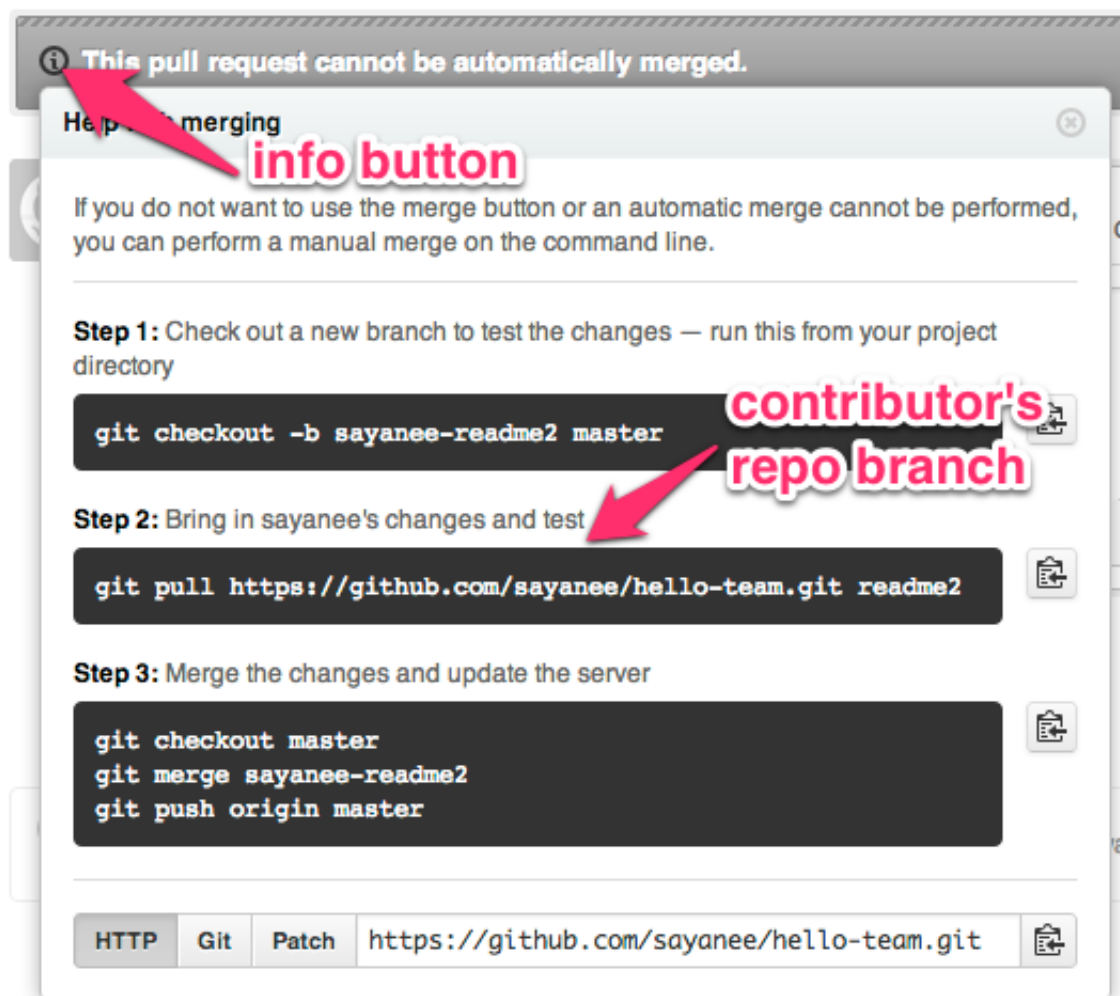 This pull request cannot be automatically merged.
Help with merging
info button
If you do not want to use the merge button or an automatic merge cannot be performed,
you can perform a manual merge on the command line.
Step 1: Check out a new branch to test the changes — run this from your project
directory
contributor's
git checkout -b sayanee-readme2 master
repo branch
Step 2: Bring in sayanee's changes and test
git pull https://github.com/sayanee/hello-team.git readme2
Step 3: Merge the changes and update the server
git checkout master
git merge sayanee-readme2
git push origin master
HTTP Git Patch https://github.com/sayanee/hello-team.git